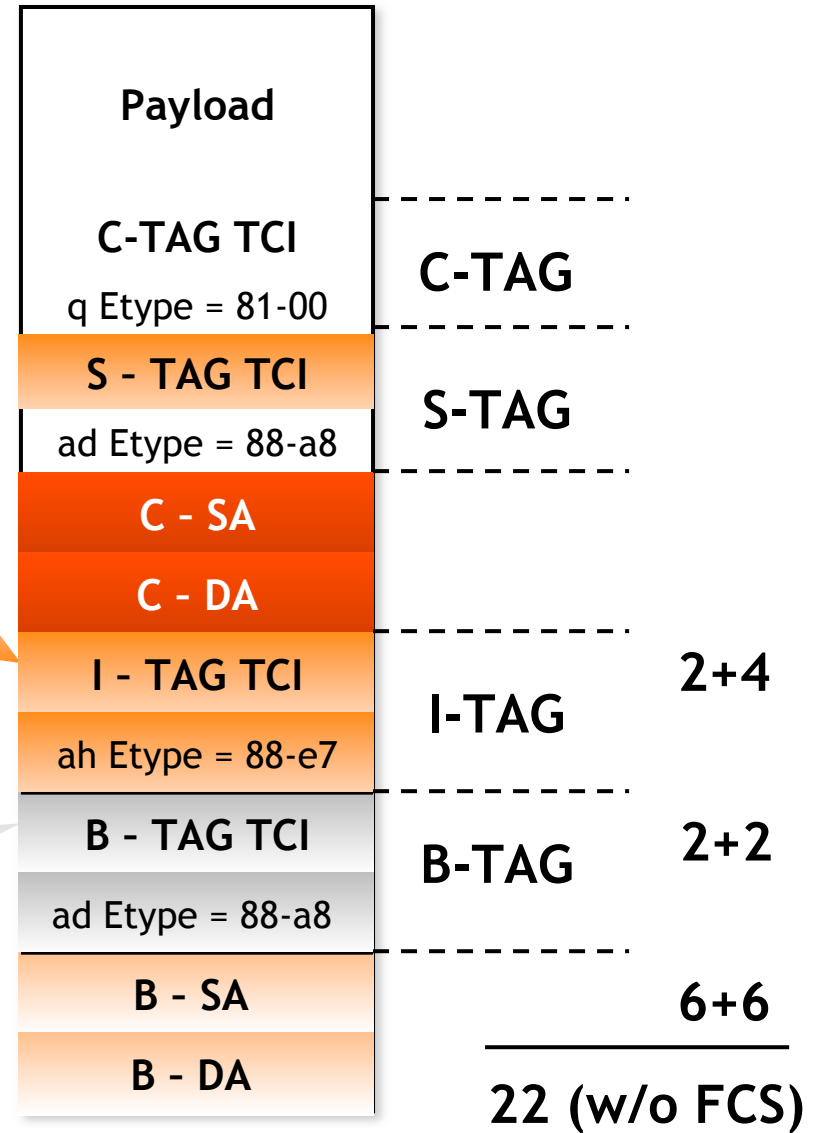 Payload
C-TAG TCI
C-TAG
q Etype = 81-00
S – TAG TCI
S-TAG
ad Etype = 88-a8
C – SA
C – DA
I – TAG TCI
2+4
I-TAG
ah Etype = 88-e7
B – TAG TCI
2+2
B-TAG
ad Etype = 88-a8
B – SA
6+6
B – DA
22 (w/o FCS)